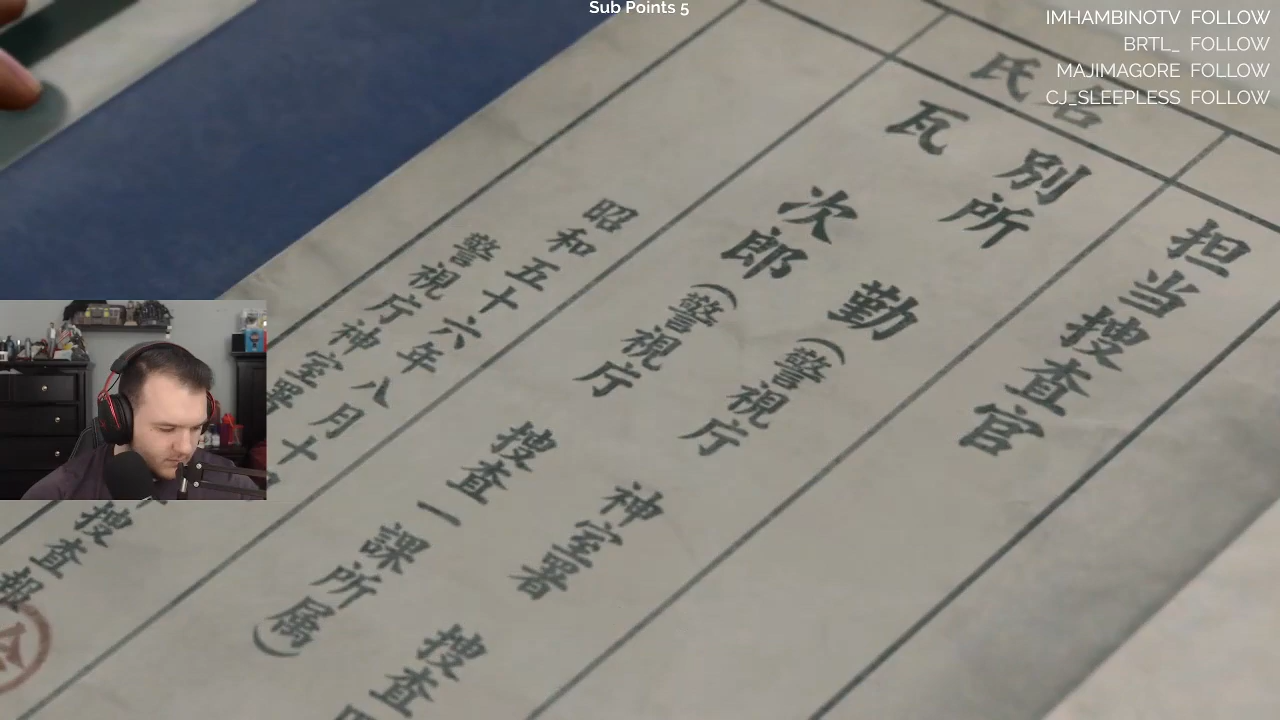 Sub Points 5
IMHAMBINOTV FOLLOW
BRTL_ FOLLOW
MAJIMAGORE FOLLOW
CJ_SLEEPLESS FOLLOW
担当捜査官
氏名
別所 勤(警視庁 神室署 捜査
瓦 次郎(警視庁 捜査一課所属)
昭和五十六年八月十
警視庁神室署
捜査報